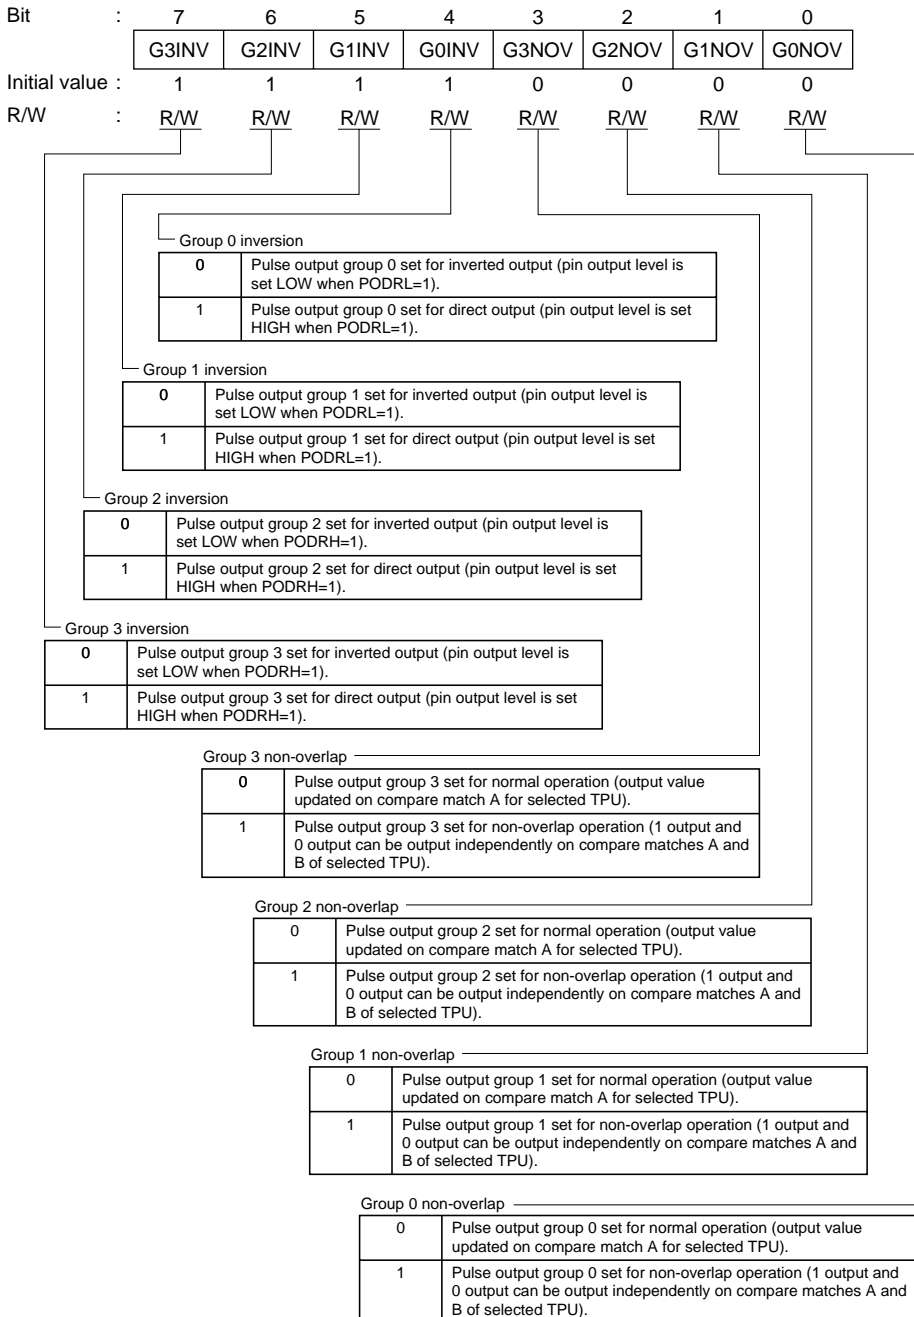 Bit : 7 6 5 4 3 2 1 0
G3INV G2INV G1INV G0INV G3NOV G2NOV G1NOV G0NOV
Initial value : 1 1 1 1 0 0 0 0
R/W : R/W R/W R/W R/W R/W R/W R/W R/W
Group 0 inversion
0 Pulse output group 0 set for inverted output (pin output level is
set LOW when PODRL=1).
1 Pulse output group 0 set for direct output (pin output level is set
HIGH when PODRL=1).
Group 1 inversion
0 Pulse output group 1 set for inverted output (pin output level is
set LOW when PODRL=1).
1 Pulse output group 1 set for direct output (pin output level is set
HIGH when PODRL=1).
Group 2 inversion
0 Pulse output group 2 set for inverted output (pin output level is
set LOW when PODRH=1).
1 Pulse output group 2 set for direct output (pin output level is set
HIGH when PODRH=1).
Group 3 inversion
0 Pulse output group 3 set for inverted output (pin output level is
set LOW when PODRH=1).
1 Pulse output group 3 set for direct output (pin output level is set
HIGH when PODRH=1).
Group 3 non-overlap
0 Pulse output group 3 set for normal operation (output value
updated on compare match A for selected TPU).
1 Pulse output group 3 set for non-overlap operation (1 output and
0 output can be output independently on compare matches A and
B of selected TPU).
Group 2 non-overlap
0 Pulse output group 2 set for normal operation (output value
updated on compare match A for selected TPU).
1 Pulse output group 2 set for non-overlap operation (1 output and
0 output can be output independently on compare matches A and
B of selected TPU).
Group 1 non-overlap
0 Pulse output group 1 set for normal operation (output value
updated on compare match A for selected TPU).
1 Pulse output group 1 set for non-overlap operation (1 output and
0 output can be output independently on compare matches A and
B of selected TPU).
Group 0 non-overlap
0 Pulse output group 0 set for normal operation (output value
updated on compare match A for selected TPU).
1 Pulse output group 0 set for non-overlap operation (1 output and
0 output can be output independently on compare matches A and
B of selected TPU).